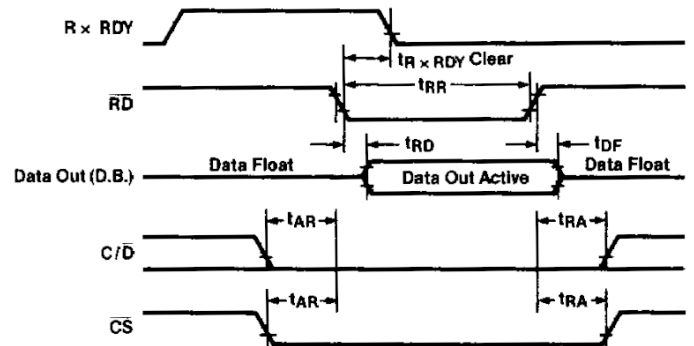 R × RDY
tR × RDY Clear
tRR
RD
tRD
tDF
Data Float
Data Out Active
Data Float
Data Out (D.B.)
tAR
tRA
C/D
tAR
tRA
CS